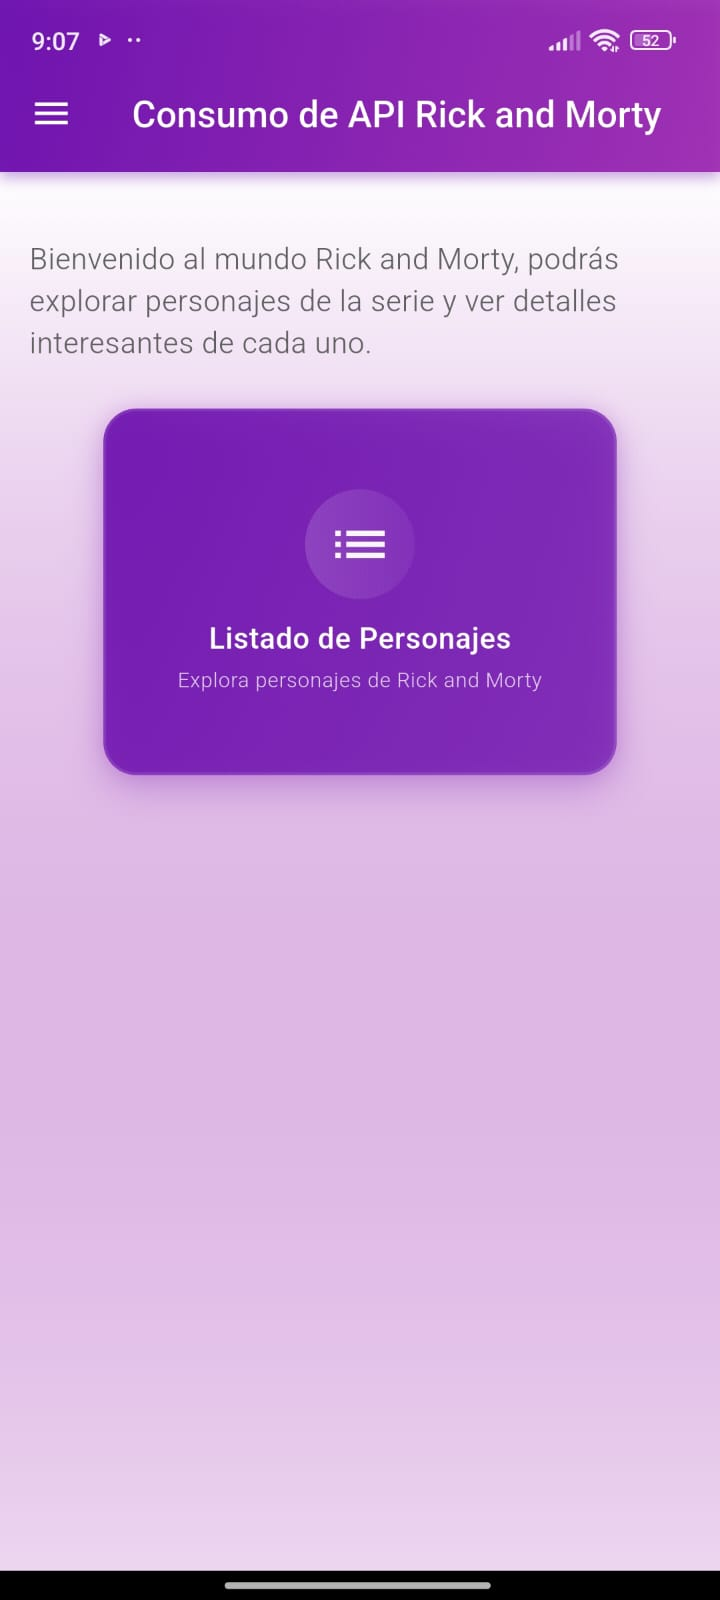 9:07
52
Consumo de API Rick and Morty
Bienvenido al mundo Rick and Morty, podrás
explorar personajes de la serie y ver detalles
interesantes de cada uno.
Listado de Personajes
Explora personajes de Rick and Morty